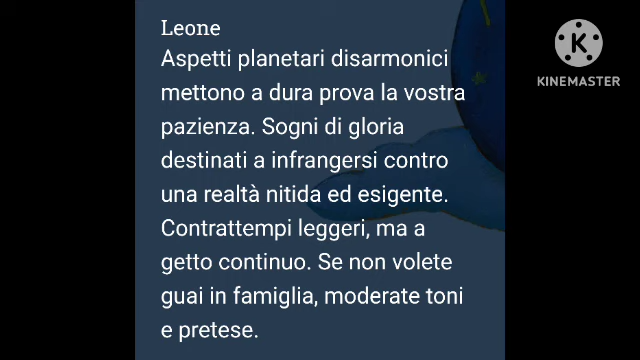 Leone
Aspetti planetari disarmonici
mettono a dura prova la vostra
pazienza. Sogni di gloria
destinati a infrangersi contro
una realtà nitida ed esigente.
Contrattempi leggeri, ma a
getto continuo. Se non volete
guai in famiglia, moderate toni
e pretese.
K
KINEMASTER